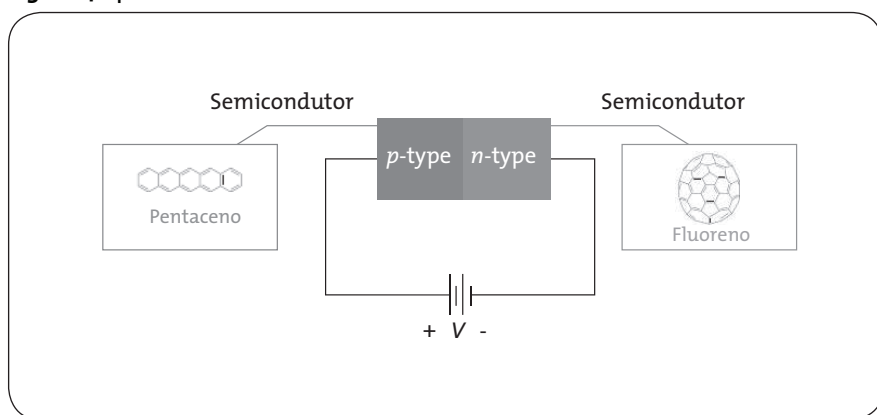 Semicondutor Semicondutor
p-type n-type
Pentaceno
Fluoreno
+ V -